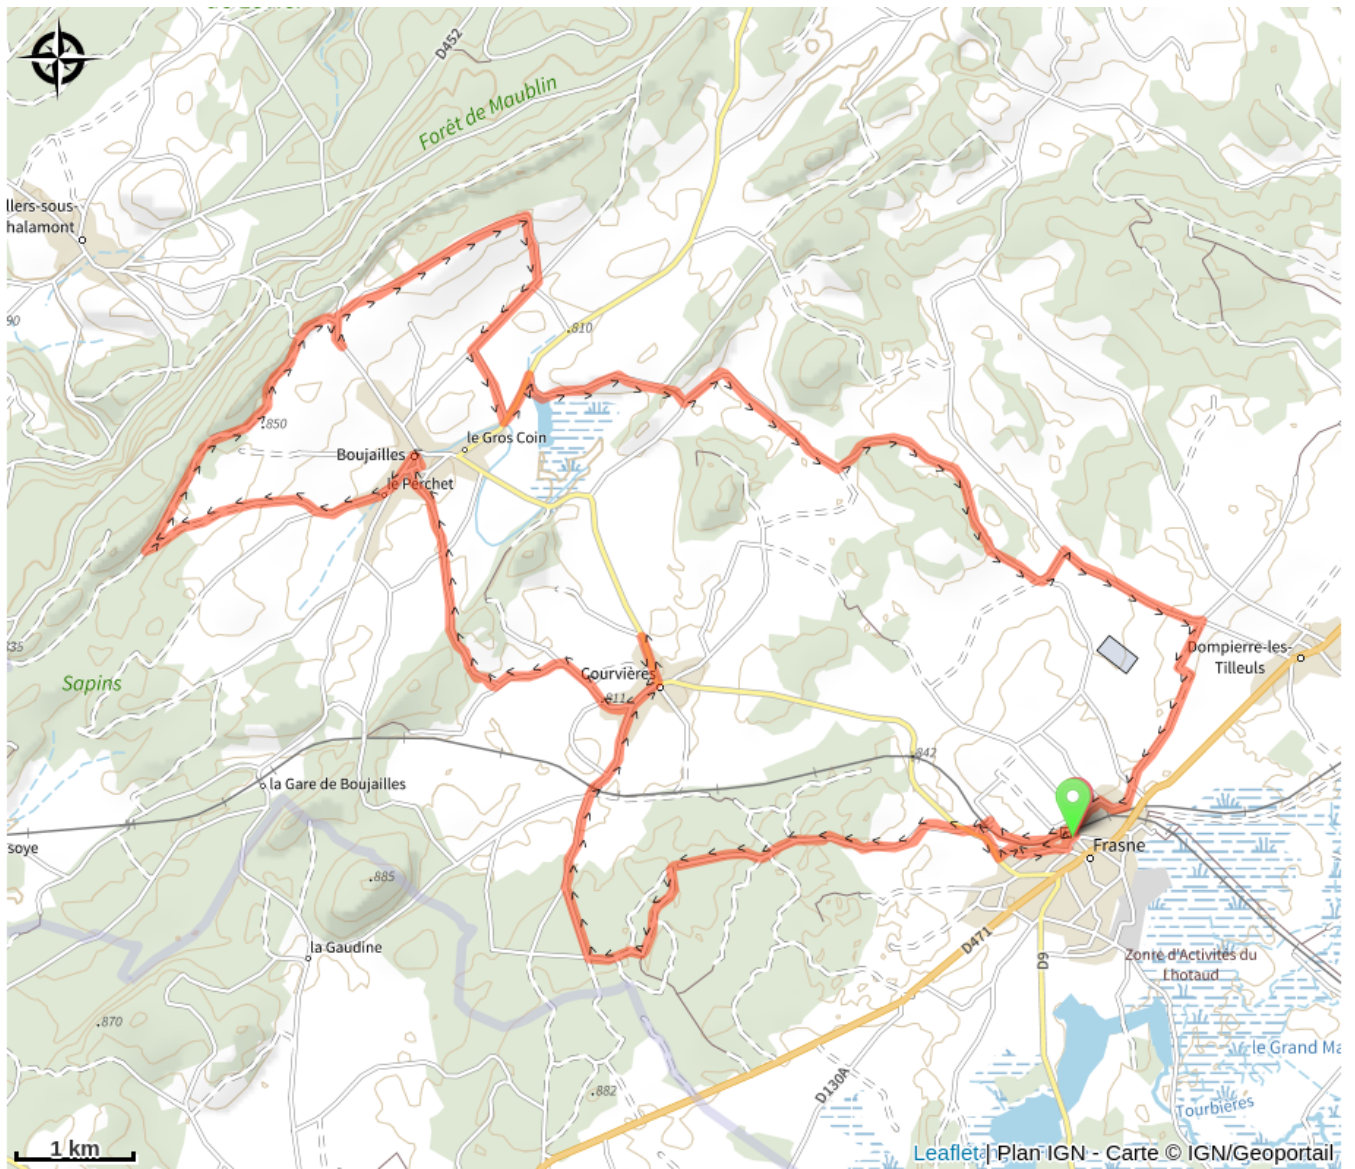 D452
Forêt de Maublin
llers-sous-
halamont
90
810
850
le Gros Coin
Boujailles
le Perchet
835
Sapins
Courvières
811
Dompierre-les-
Tilleuls
842
la Gare de Boujailles
soye
Frasne
885
la Gaudine
D471
D9
Zonre d'Activités du
Lhotaud
870
le Grand Ma
882
D130A
Tourbières
1 km
Leaflet | Plan IGN - Carte © IGN/Geoportail